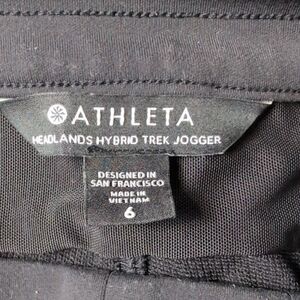 ATHLETA
HEADLANDS HYBRID TREK JOGGER
DESIGNED IN
SAN FRANCISCO
MADE IN
VIETNAM
6